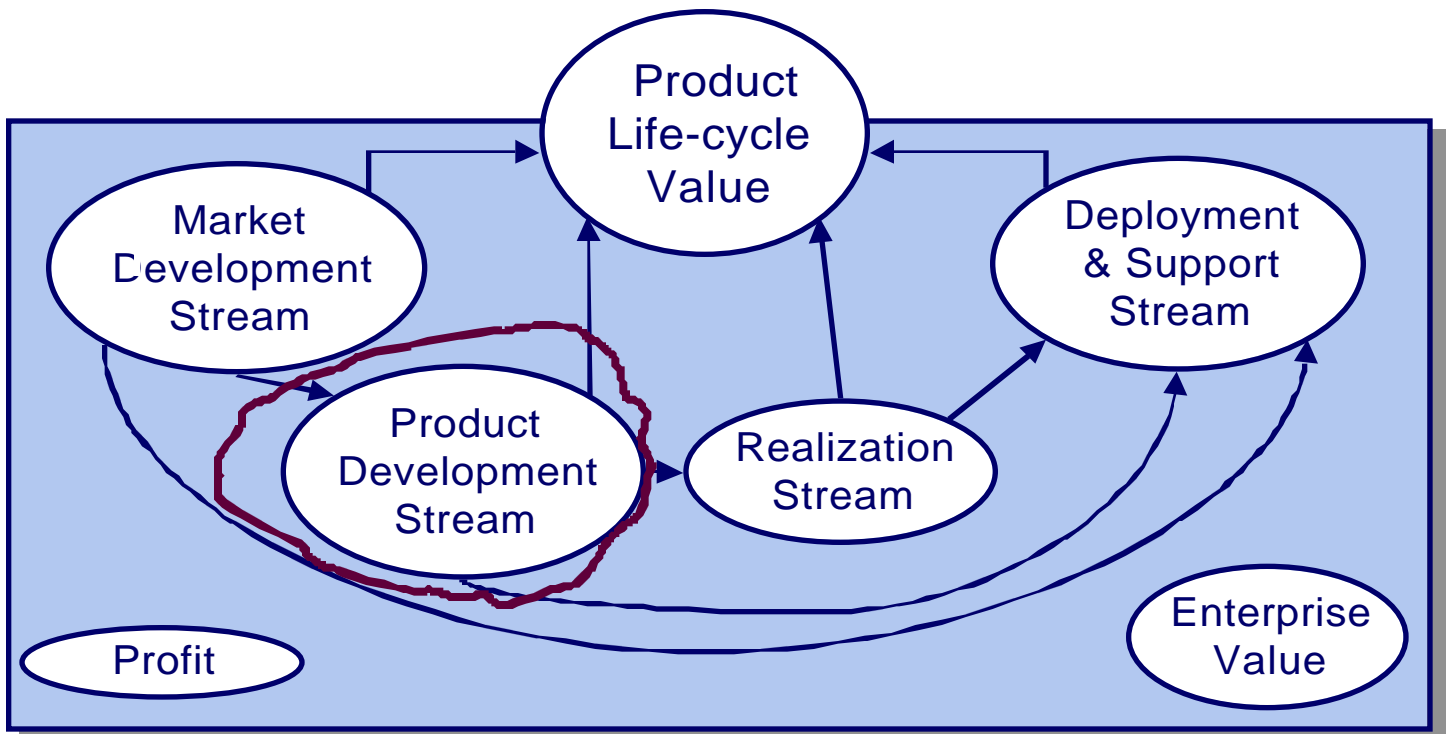 Product
Life-cycle
Value
Market
Development
Stream
Deployment
& Support
Stream
Product
Development
Stream
Realization
Stream
Profit
Enterprise
Value